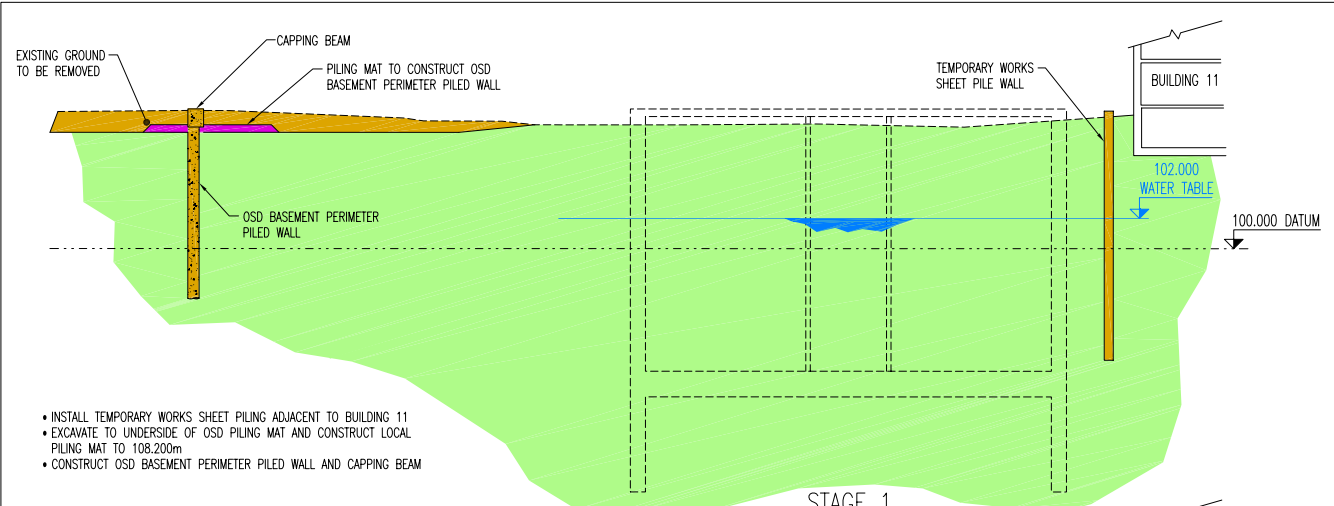 CAPPING BEAM
EXISTING GROUND
TO BE REMOVED
PILING MAT TO CONSTRUCT OSD
BASEMENT PERIMETER PILED WALL
TEMPORARY WORKS
SHEET PILE WALL
BUILDING 11
102.000
WATER TABLE
OSD BASEMENT PERIMETER
PILED WALL
100.000 DATUM
• INSTALL TEMPORARY WORKS SHEET PILING ADJACENT TO BUILDING 11
• EXCAVATE TO UNDERSIDE OF OSD PILING MAT AND CONSTRUCT LOCAL
PILING MAT TO 108.200m
• CONSTRUCT OSD BASEMENT PERIMETER PILED WALL AND CAPPING BEAM
STAGE 1